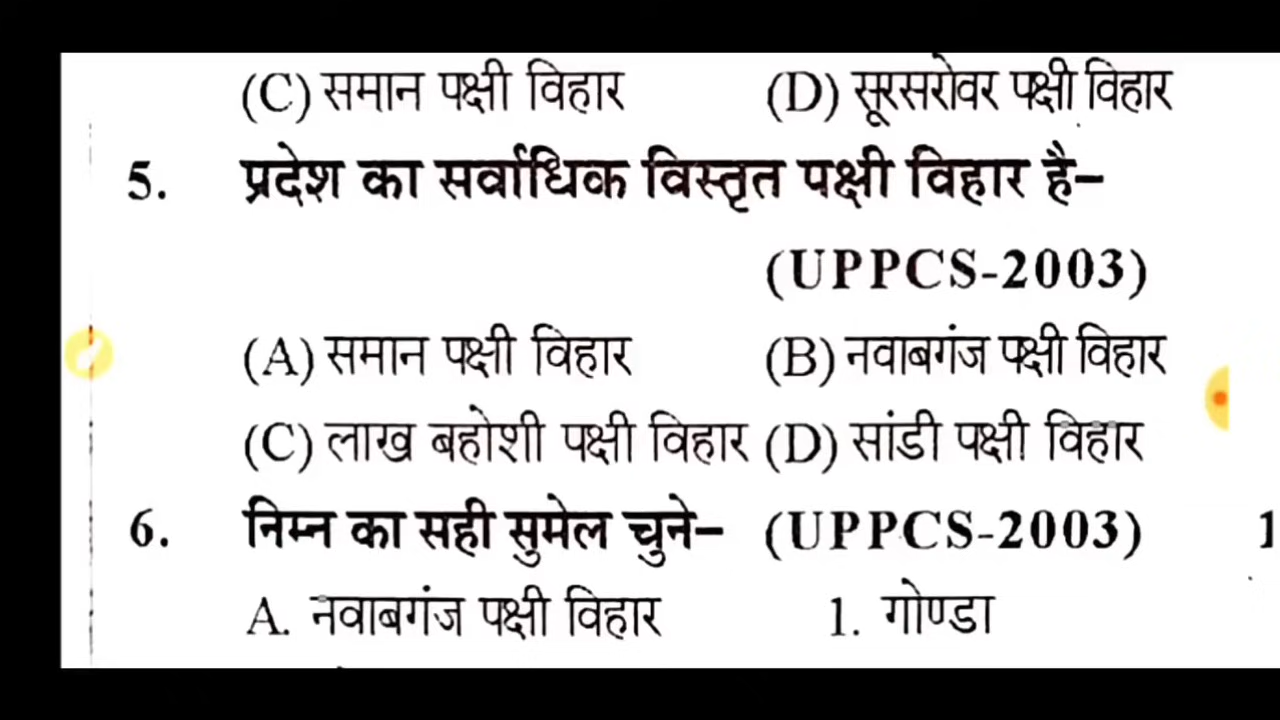 (C) समान पक्षी विहार (D) सूरसरोवर पक्षी विहार
5. प्रदेश का सर्वाधिक विस्तृत पक्षी विहार है–
(UPPCS-2003)
(A) समान पक्षी विहार (B) नवाबगंज पक्षी विहार
(C) लाख बहोशी पक्षी विहार (D) सांडी पक्षी विहार
6. निम्न का सही सुमेल चुने– (UPPCS-2003)
A. नवाबगंज पक्षी विहार 1. गोण्डा